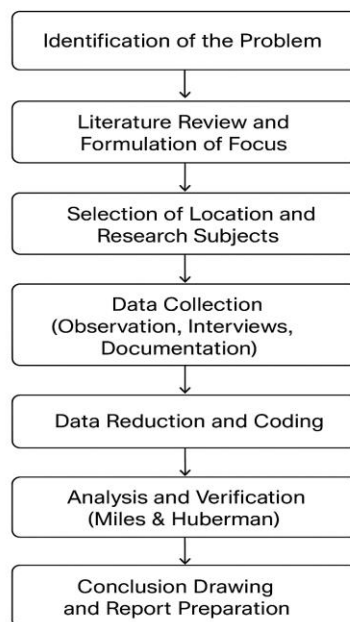 Identification of the Problem
Literature Review and
Formulation of Focus
Selection of Location and
Research Subjects
Data Collection
(Observation, Interviews,
Documentation)
Data Reduction and Coding
Analysis and Verification
(Miles & Huberman)
Conclusion Drawing
and Report Preparation